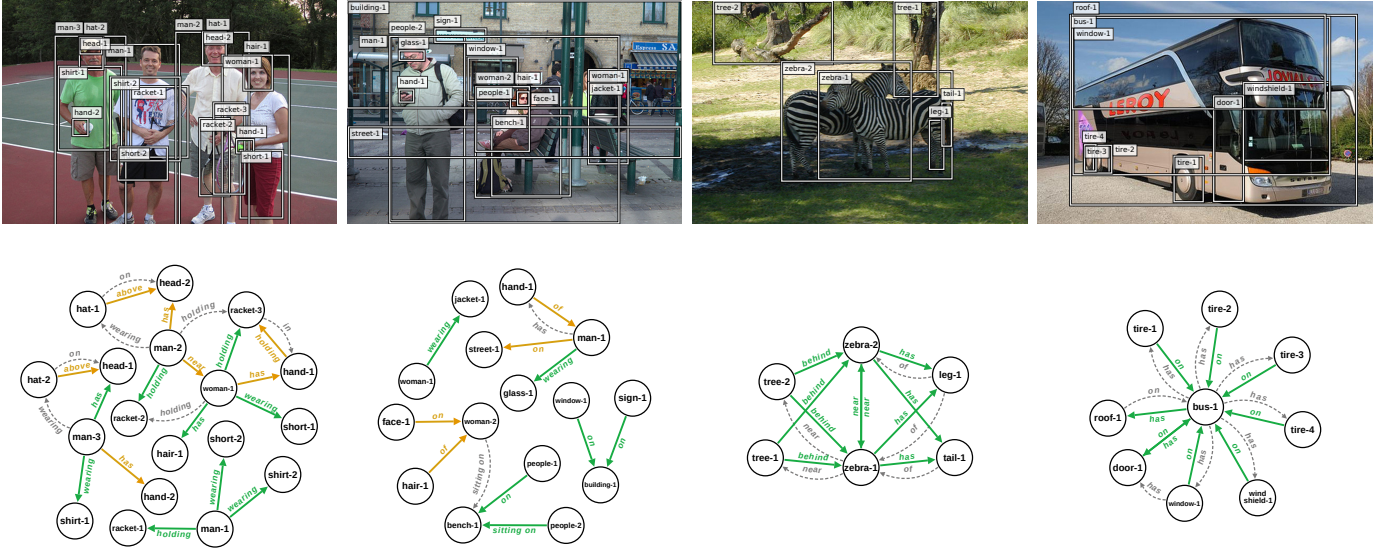 man-3
hat-2
man-2
hat-1
head-1
man-1
head-2
hair-1
woman-1
shirt-1
shirt-2
racket-1
hand-2
racket-3
racket-2
hand-1
short-2
short-1
building-1
sign-1
people-2
man-1
glass-1
window-1
hand-1
woman-2
hair-1
people-1
face-1
woman-1
jacket-1
bench-1
street-1
Express
SA
tree-2
tree-1
zebra-2
zebra-1
tail-1
leg-1
roof-1
bus-1
window-1
LEROY
windshield-1
door-1
tire-4
tire-3
tire-2
tire-1
hat-1
on
above
head-2
has
wearing
holding
racket-3
in
man-2
near
holding
holding
hand-1
has
woman-1
on
above
head-1
hat-2
wearing
holding
racket-2
holding
has
wearing
short-1
hair-1
has
man-3
wearing
has
hand-2
shirt-1
short-2
wearing
shirt-2
wearing
racket-1
holding
man-1
hand-1
of
has
man-1
jacket-1
wearing
woman-1
street-1
on
wearing
glass-1
face-1
on
woman-2
of
hair-1
sitting on
window-1
sign-1
on
on
building-1
people-1
on
bench-1
sitting on
people-2
zebra-2
behind
has
of
leg-1
tree-2
behind
behind
near
near
near
has
has
of
tree-1
behind
near
zebra-1
has
of
tail-1
tire-2
tire-1
on
has
has
on
has
on
tire-3
bus-1
on
has
roof-1
has
on
tire-4
on
has
door-1
has
on
has
on
has
window-1
wind
shield-1